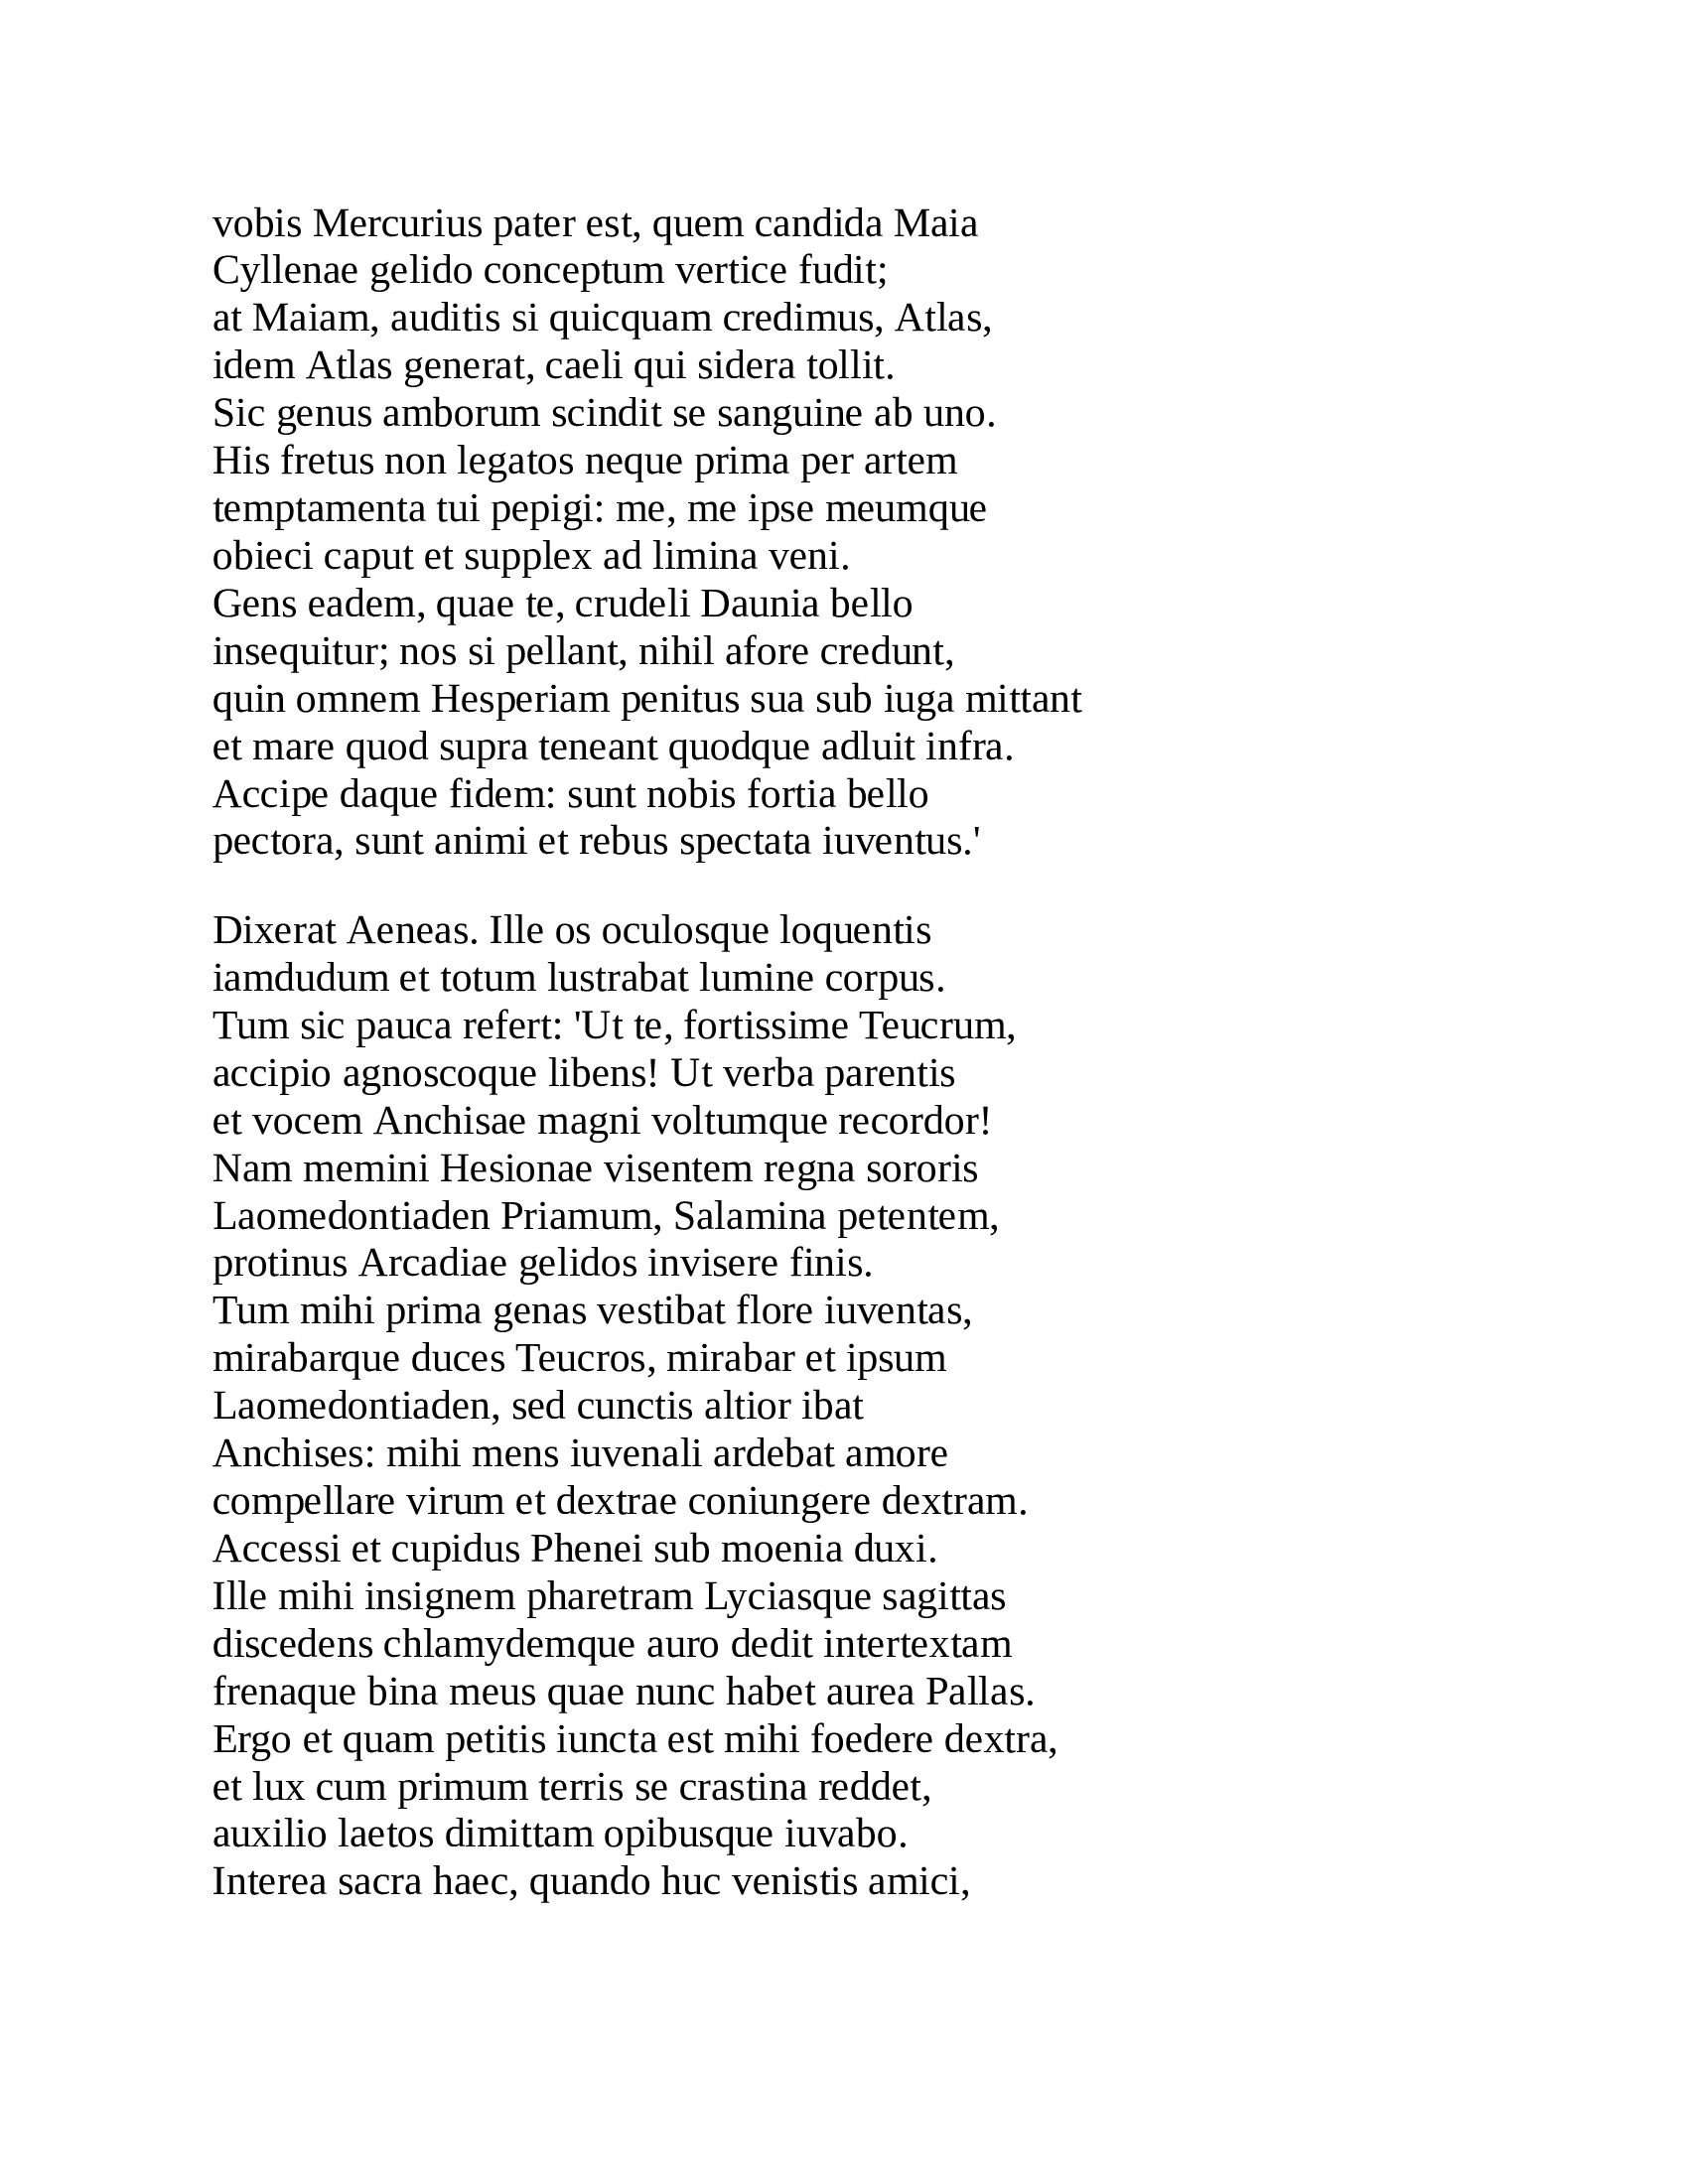 vobis Mercurius pater est, quem candida Maia
Cyllenae gelido conceptum vertice fudit;
at Maiam, auditis si quicquam credimus, Atlas,
idem Atlas generat, caeli qui sidera tollit.
Sic genus amborum scindit se sanguine ab uno.
His fretus non legatos neque prima per artem
temptamenta tui pepigi: me, me ipse meumque
obieci caput et supplex ad limina veni.
Gens eadem, quae te, crudeli Daunia bello
insequitur; nos si pellant, nihil afore credunt,
quin omnem Hesperiam penitus sua sub iuga mittant
et mare quod supra teneant quodque adluit infra.
Accipe daque fidem: sunt nobis fortia bello
pectora, sunt animi et rebus spectata iuventus.'

Dixerat Aeneas. Ille os oculosque loquentis
iamdudum et totum lustrabat lumine corpus.
Tum sic pauca refert: 'Ut te, fortissime Teucrum,
accipio agnoscoque libens! Ut verba parentis
et vocem Anchisae magni voltumque recordor!
Nam memini Hesionae visentem regna sororis
Laomedontiaden Priamum, Salamina petentem,
protinus Arcadiae gelidos invisere finis.
Tum mihi prima genas vestibat flore iuventas,
mirabarque duces Teucros, mirabar et ipsum
Laomedontiaden, sed cunctis altior ibat
Anchises: mihi mens iuvenali ardebat amore
compellare virum et dextrae coniungere dextram.
Accessi et cupidus Phenei sub moenia duxi.
Ille mihi insignem pharetram Lyciasque sagittas
discedens chlamydemque auro dedit intertextam
frenaque bina meus quae nunc habet aurea Pallas.
Ergo et quam petitis iuncta est mihi foedere dextra,
et lux cum primum terris se crastina reddet,
auxilio laetos dimittam opibusque iuvabo.
Interea sacra haec, quando huc venistis amici,